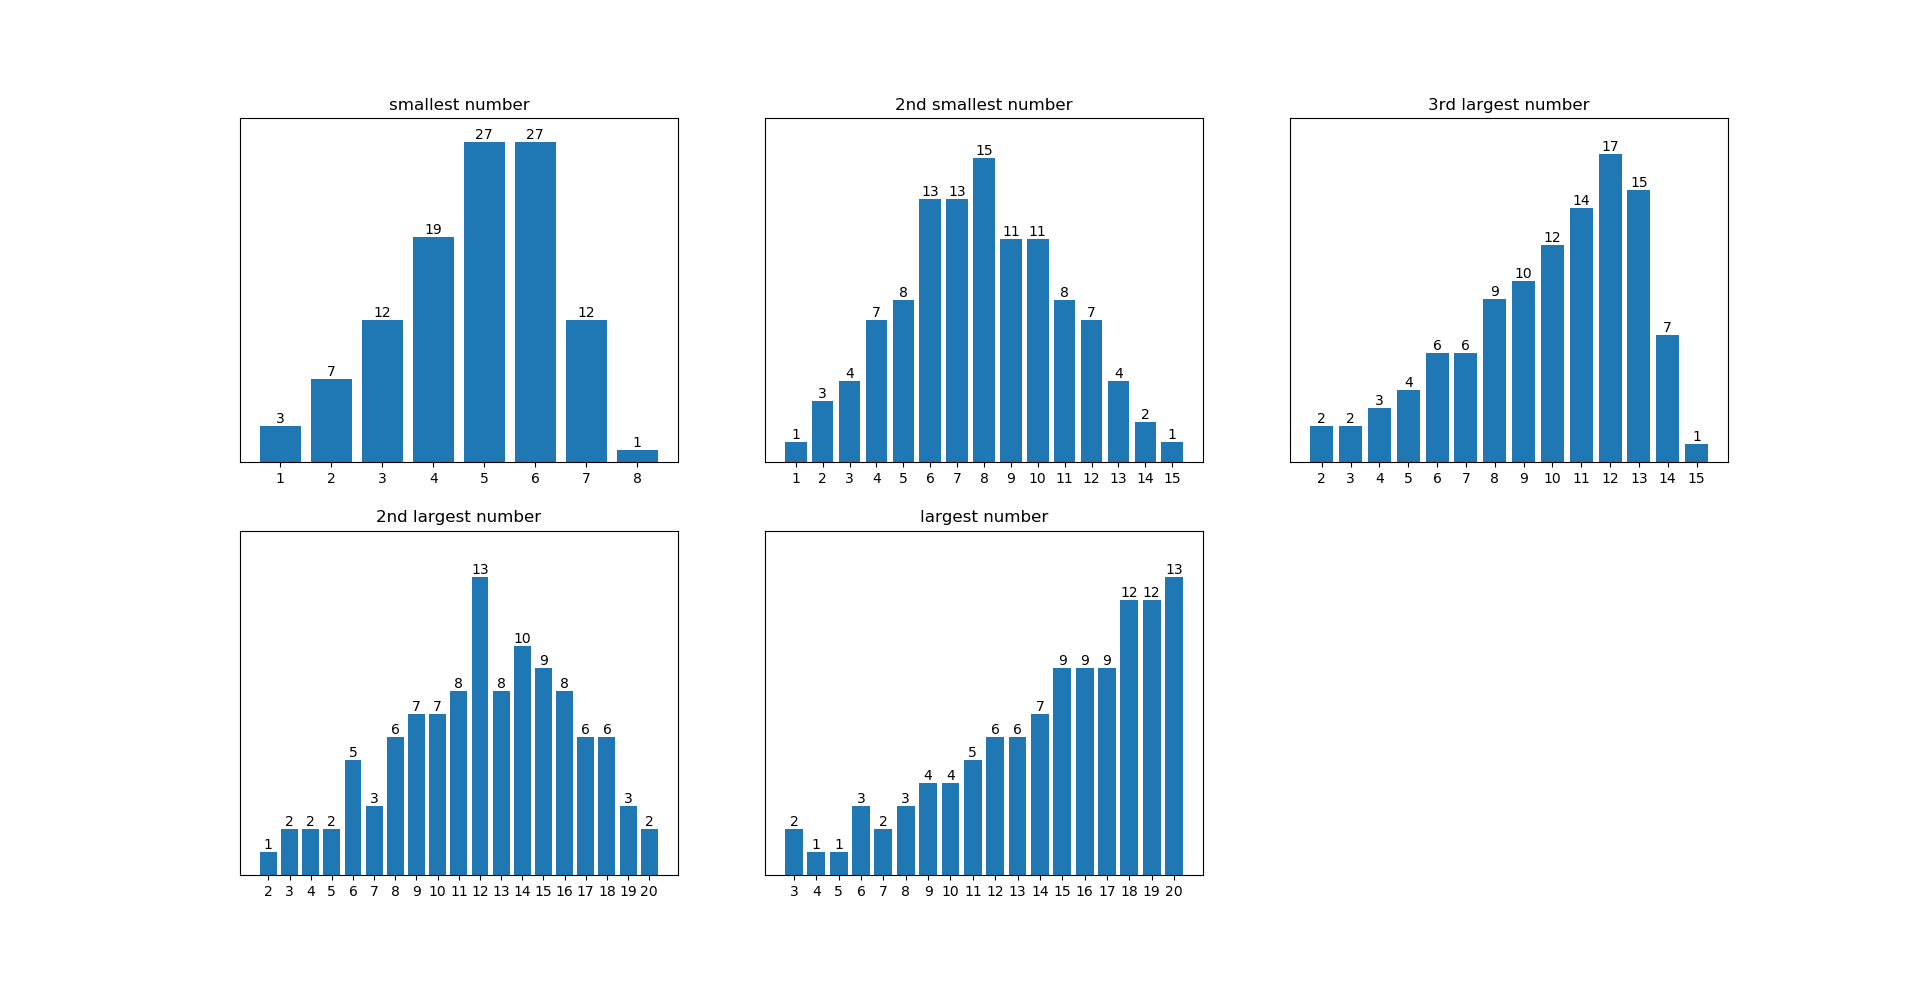 smallest number
3 7 12 19 27 27 12 1
1 2 3 4 5 6 7 8
2nd smallest number
1 3 4 7 8 13 13 15 11 11 8 7 4 2 1
1 2 3 4 5 6 7 8 9 10 11 12 13 14 15
3rd largest number
2 2 3 4 6 6 9 10 12 14 17 15 7 1
2 3 4 5 6 7 8 9 10 11 12 13 14 15
2nd largest number
1 2 2 2 5 3 6 7 7 8 13 8 10 9 8 6 6 3 2
2 3 4 5 6 7 8 9 10 11 12 13 14 15 16 17 18 19 20
largest number
2 1 1 3 2 3 4 4 5 6 6 7 9 9 9 12 12 13
3 4 5 6 7 8 9 10 11 12 13 14 15 16 17 18 19 20